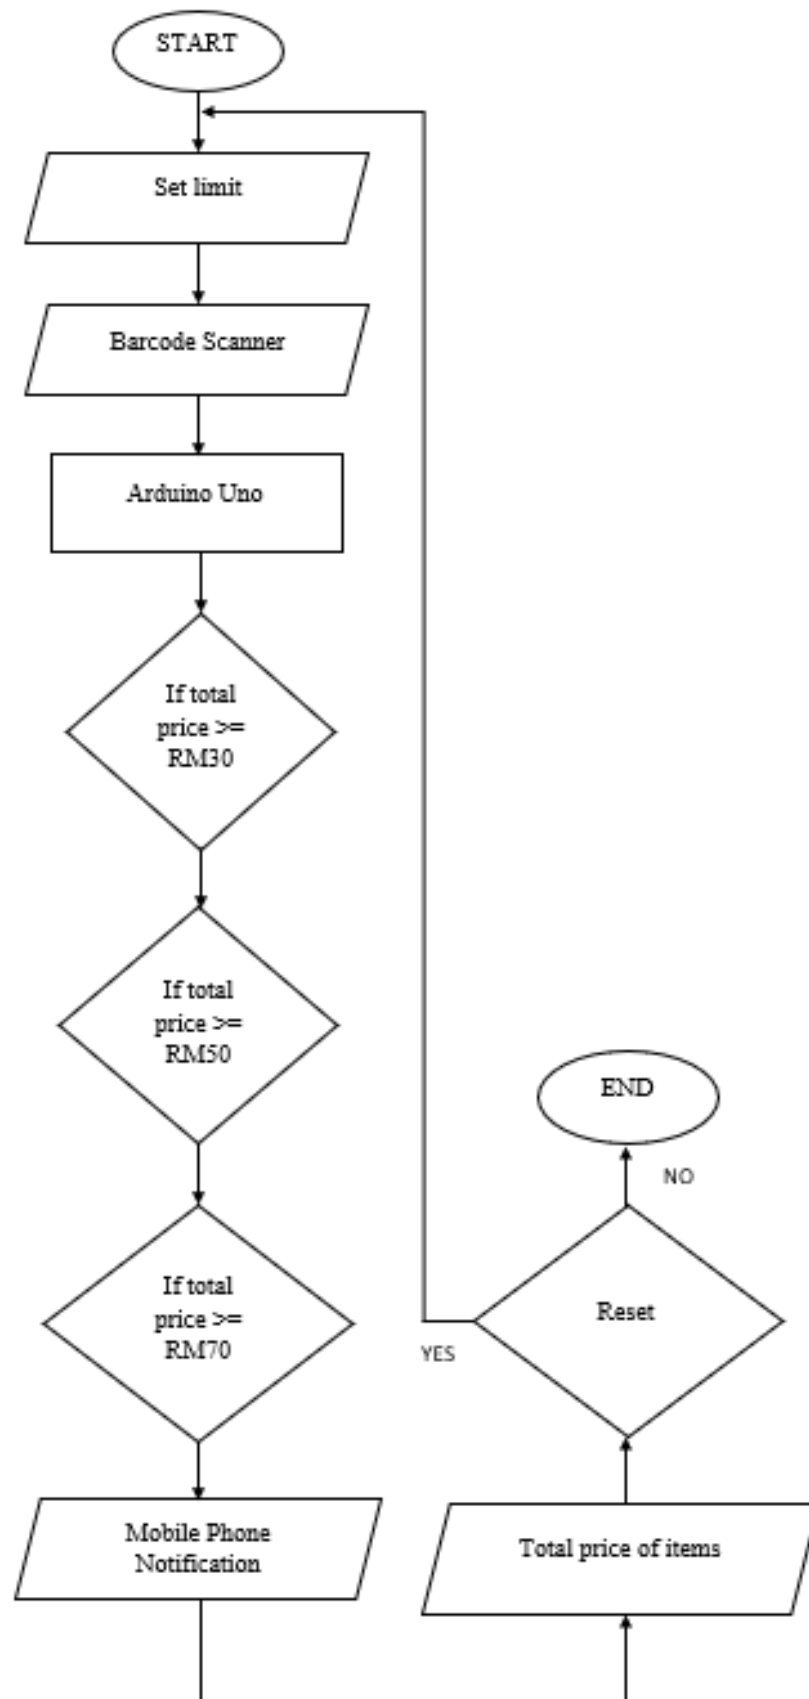 START
Set limit
Barcode Scanner
Arduino Uno
If total
price >=
RM30
If total
price >=
RM50
If total
price >=
RM70
Mobile Phone
Notification
END
NO
Reset
YES
Total price of items